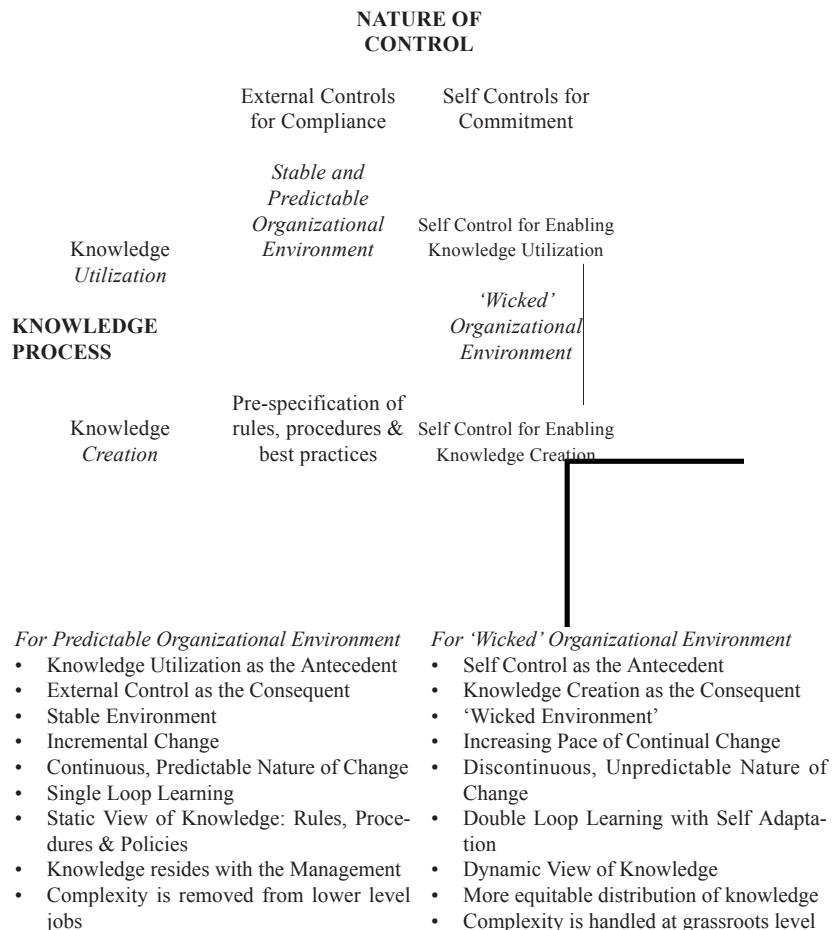 NATURE OF
CONTROL
External Controls
for Compliance
Self Controls for
Commitment
Stable and
Predictable
Organizational
Environment
Self Control for Enabling
Knowledge Utilization
Knowledge
Utilization
‘Wicked’
Organizational
Environment
KNOWLEDGE
PROCESS
Pre-specification of
rules, procedures &
best practices
Knowledge
Creation
Self Control for Enabling
Knowledge Creation
For Predictable Organizational Environment
• Knowledge Utilization as the Antecedent
• External Control as the Consequent
• Stable Environment
• Incremental Change
• Continuous, Predictable Nature of Change
• Single Loop Learning
• Static View of Knowledge: Rules, Proce-
dures & Policies
• Knowledge resides with the Management
• Complexity is removed from lower level
jobs
For ‘Wicked’ Organizational Environment
• Self Control as the Antecedent
• Knowledge Creation as the Consequent
• ‘Wicked Environment’
• Increasing Pace of Continual Change
• Discontinuous, Unpredictable Nature of
Change
• Double Loop Learning with Self Adapta-
tion
• Dynamic View of Knowledge
• More equitable distribution of knowledge
• Complexity is handled at grassroots level